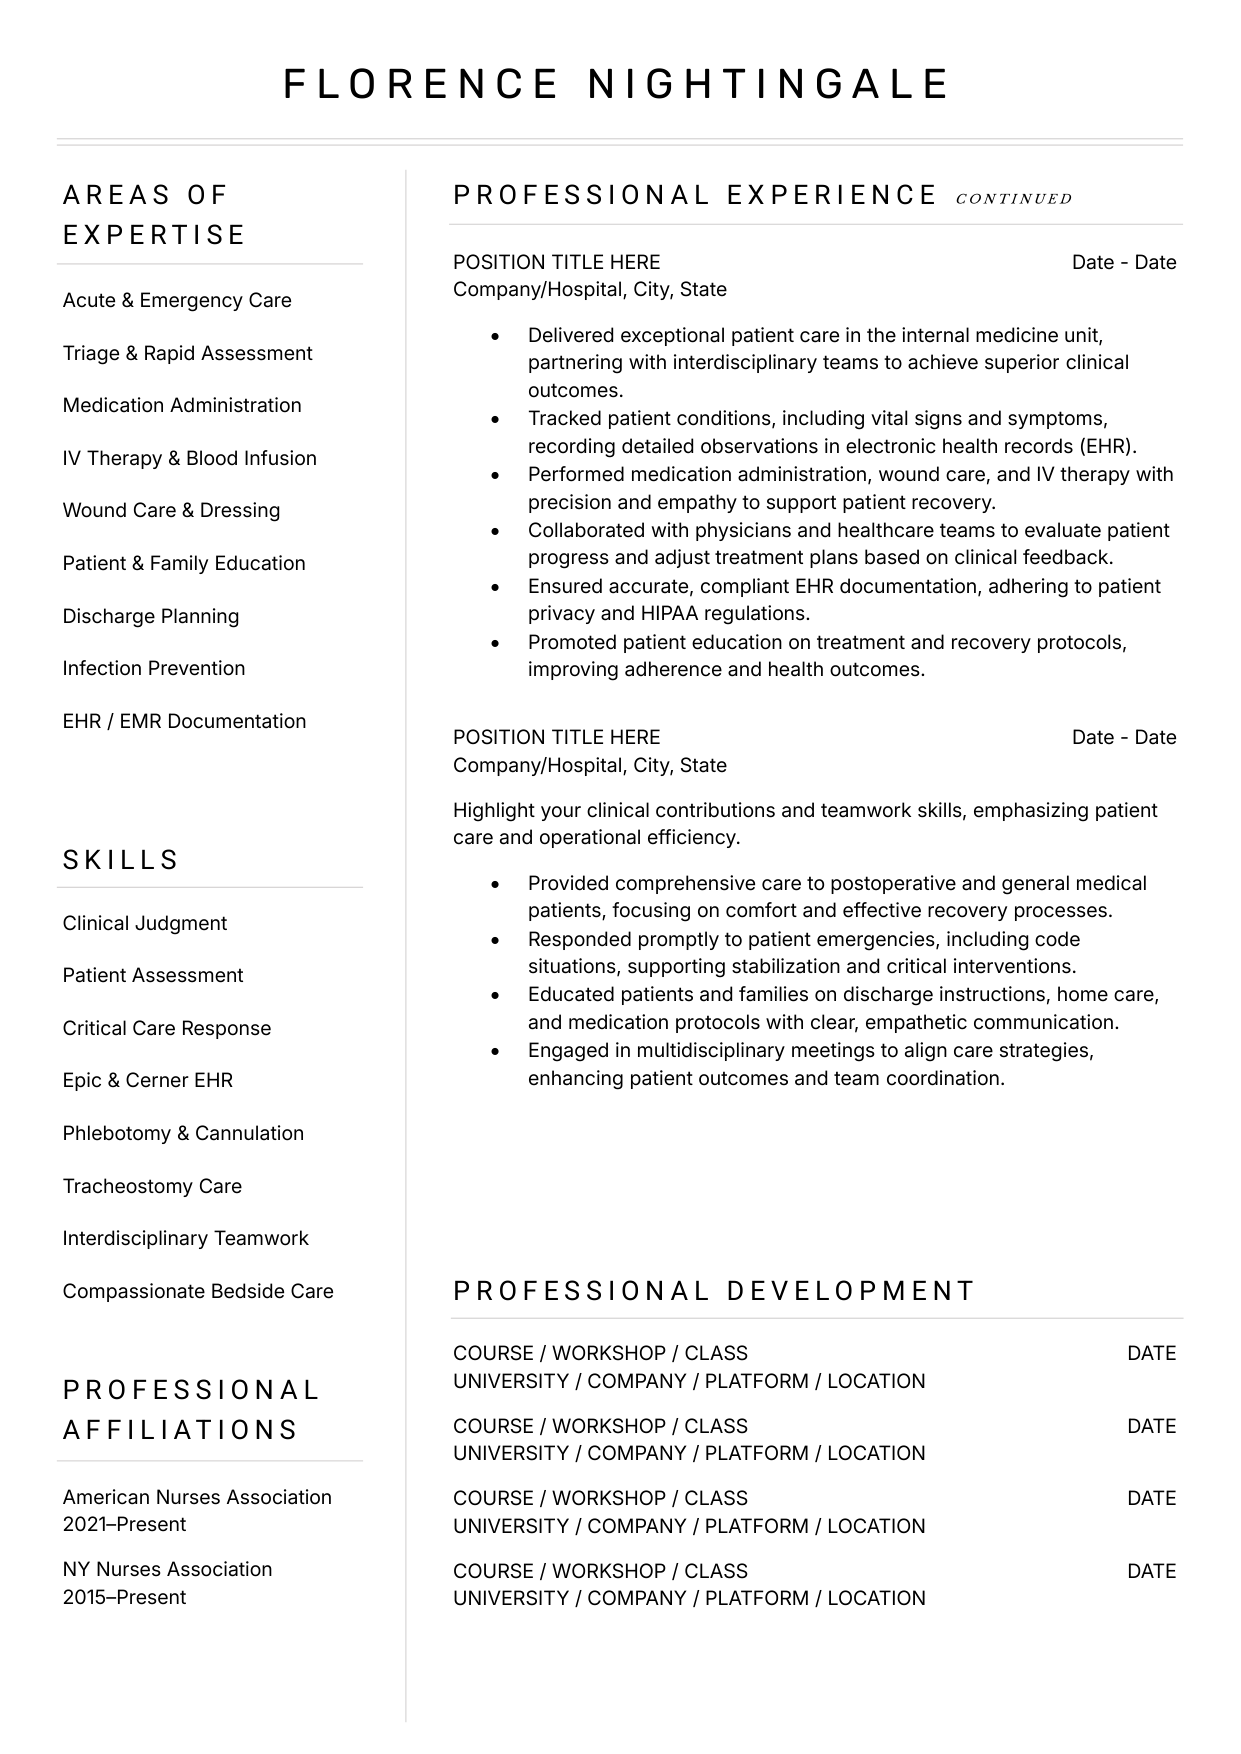 FLORENCE NIGHTINGALE
AREAS OF
EXPERTISE
Acute & Emergency Care
Triage & Rapid Assessment
Medication Administration
IV Therapy & Blood Infusion
Wound Care & Dressing
Patient & Family Education
Discharge Planning
Infection Prevention
EHR / EMR Documentation
SKILLS
Clinical Judgment
Patient Assessment
Critical Care Response
Epic & Cerner EHR
Phlebotomy & Cannulation
Tracheostomy Care
Interdisciplinary Teamwork
Compassionate Bedside Care
PROFESSIONAL
AFFILIATIONS
American Nurses Association
2021–Present
NY Nurses Association
2015–Present
PROFESSIONAL EXPERIENCE CONTINUED
POSITION TITLE HERE Date - Date
Company/Hospital, City, State
• Delivered exceptional patient care in the internal medicine unit,
partnering with interdisciplinary teams to achieve superior clinical
outcomes.
• Tracked patient conditions, including vital signs and symptoms,
recording detailed observations in electronic health records (EHR).
• Performed medication administration, wound care, and IV therapy with
precision and empathy to support patient recovery.
• Collaborated with physicians and healthcare teams to evaluate patient
progress and adjust treatment plans based on clinical feedback.
• Ensured accurate, compliant EHR documentation, adhering to patient
privacy and HIPAA regulations.
• Promoted patient education on treatment and recovery protocols,
improving adherence and health outcomes.
POSITION TITLE HERE Date - Date
Company/Hospital, City, State
Highlight your clinical contributions and teamwork skills, emphasizing patient
care and operational efficiency.
• Provided comprehensive care to postoperative and general medical
patients, focusing on comfort and effective recovery processes.
• Responded promptly to patient emergencies, including code
situations, supporting stabilization and critical interventions.
• Educated patients and families on discharge instructions, home care,
and medication protocols with clear, empathetic communication.
• Engaged in multidisciplinary meetings to align care strategies,
enhancing patient outcomes and team coordination.
PROFESSIONAL DEVELOPMENT
COURSE / WORKSHOP / CLASS DATE
UNIVERSITY / COMPANY / PLATFORM / LOCATION
COURSE / WORKSHOP / CLASS DATE
UNIVERSITY / COMPANY / PLATFORM / LOCATION
COURSE / WORKSHOP / CLASS DATE
UNIVERSITY / COMPANY / PLATFORM / LOCATION
COURSE / WORKSHOP / CLASS DATE
UNIVERSITY / COMPANY / PLATFORM / LOCATION